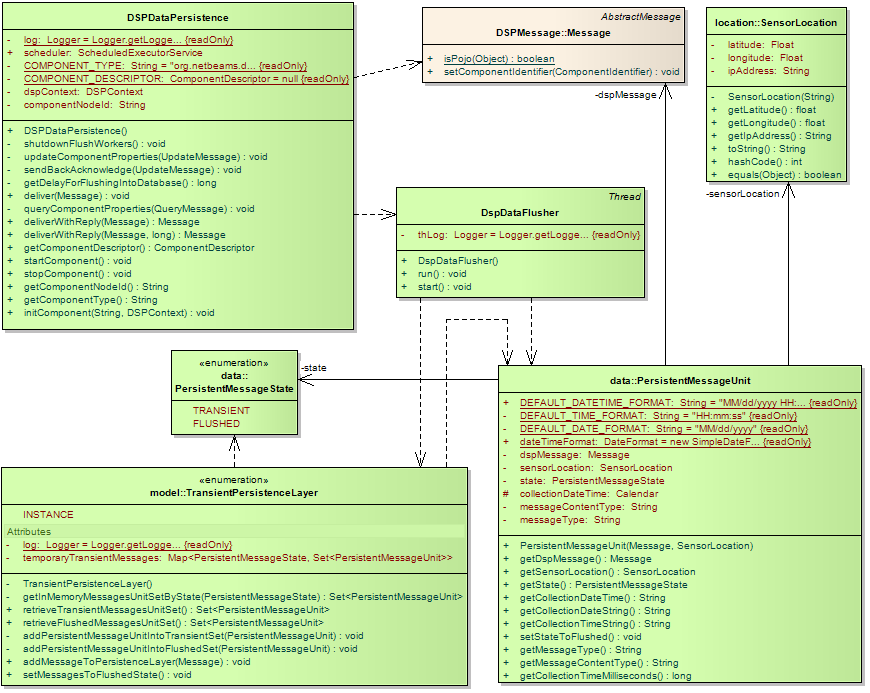 DSPDataPersistence
- log: Logger = Logger.getLogge... {readOnly}
+ scheduler: ScheduledExecutorService
- COMPONENT_TYPE: String = "org.netbeams.d... {readOnly}
- COMPONENT_DESCRIPTOR: ComponentDescriptor = null {readOnly}
- dspContext: DSPContext
- componentNodeId: String
+ DSPDataPersistence()
- shutdownFlushWorkers() : void
- updateComponentProperties(UpdateMessage) : void
- sendBackAcknowledge(UpdateMessage) : void
- getDelayForFlushingIntoDatabase() : long
+ deliver(Message) : void
- queryComponentProperties(QueryMessage) : void
+ deliverWithReply(Message) : Message
+ deliverWithReply(Message, long) : Message
+ getComponentDescriptor() : ComponentDescriptor
+ startComponent() : void
+ stopComponent() : void
+ getComponentNodeId() : String
+ getComponentType() : String
+ initComponent(String, DSPContext) : void
AbstractMessage
DSPMessage::Message
+ isPojo(Object) : boolean
+ setComponentIdentifier(ComponentIdentifier) : void
-dspMessage
location::SensorLocation
- latitude: Float
- longitude: Float
- ipAddress: String
- SensorLocation(String)
+ getLatitude() : float
+ getLongitude() : float
+ getIpAddress() : String
+ toString() : String
+ hashCode() : int
+ equals(Object) : boolean
-sensorLocation
Thread
DspDataFlusher
- thLog: Logger = Logger.getLogge... {readOnly}
+ DspDataFlusher()
+ run() : void
+ start() : void
«enumeration»
data::
PersistentMessageState
TRANSIENT
FLUSHED
-state
«enumeration»
model::TransientPersistenceLayer
INSTANCE
Attributes
- log: Logger = Logger.getLogge... {readOnly}
- temporaryTransientMessages: Map<PersistentMessageState, Set<PersistentMessageUnit>>
- TransientPersistenceLayer()
- getInMemoryMessagesUnitSetByState(PersistentMessageState) : Set<PersistentMessageUnit>
+ retrieveTransientMessagesUnitSet() : Set<PersistentMessageUnit>
+ retrieveFlushedMessagesUnitSet() : Set<PersistentMessageUnit>
- addPersistentMessageUnitIntoTransientSet(PersistentMessageUnit) : void
- addPersistentMessageUnitIntoFlushedSet(PersistentMessageUnit) : void
+ addMessageToPersistenceLayer(Message) : void
+ setMessagesToFlushedState() : void
data::PersistentMessageUnit
+ DEFAULT_DATETIME_FORMAT: String = "MM/dd/yyyy HH:... {readOnly}
- DEFAULT_TIME_FORMAT: String = "HH:mm:ss" {readOnly}
- DEFAULT_DATE_FORMAT: String = "MM/dd/yyyy" {readOnly}
+ dateTimeFormat: DateFormat = new SimpleDateF... {readOnly}
- dspMessage: Message
- sensorLocation: SensorLocation
- state: PersistentMessageState
# collectionDateTime: Calendar
- messageContentType: String
- messageType: String
+ PersistentMessageUnit(Message, SensorLocation)
+ getDspMessage() : Message
+ getSensorLocation() : SensorLocation
+ getState() : PersistentMessageState
+ getCollectionDateTime() : String
+ getCollectionDateString() : String
+ getCollectionTimeString() : String
+ setStateToFlushed() : void
+ getMessageType() : String
+ getMessageContentType() : String
+ getCollectionTimeMilliseconds() : long